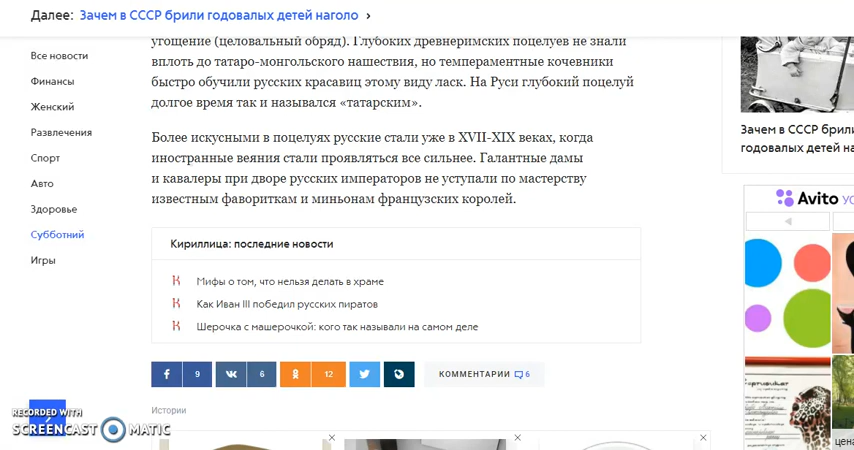 Далее: Зачем в СССР брили годовалых детей наголо ›
Все новости
Финансы
Женский
Развлечения
Спорт
Авто
Здоровье
Субботний
Игры
угощение (целовальный обряд). Глубоких древнеримских поцелуев не знали
вплоть до татаро-монгольского нашествия, но темпераментные кочевники
быстро обучили русских красавиц этому виду ласк. На Руси глубокий поцелуй
долгое время так и назывался «татарским».
Более искусными в поцелуях русские стали уже в XVII-XIX веках, когда
иностранные веяния стали проявляться все сильнее. Галантные дамы
и кавалеры при дворе русских императоров не уступали по мастерству
известным фавориткам и миньонам французских королей.
Кириллица: последние новости
Мифы о том, что нельзя делать в храме
Как Иван III победил русских пиратов
Шерочка с машерочкой: кого так называли на самом деле
9
6
12
КОММЕНТАРИИ 6
Истории
Зачем в СССР брили
годовалых детей на
Avito УС
цена
RECORDED WITH
SCREENCAST MATIC